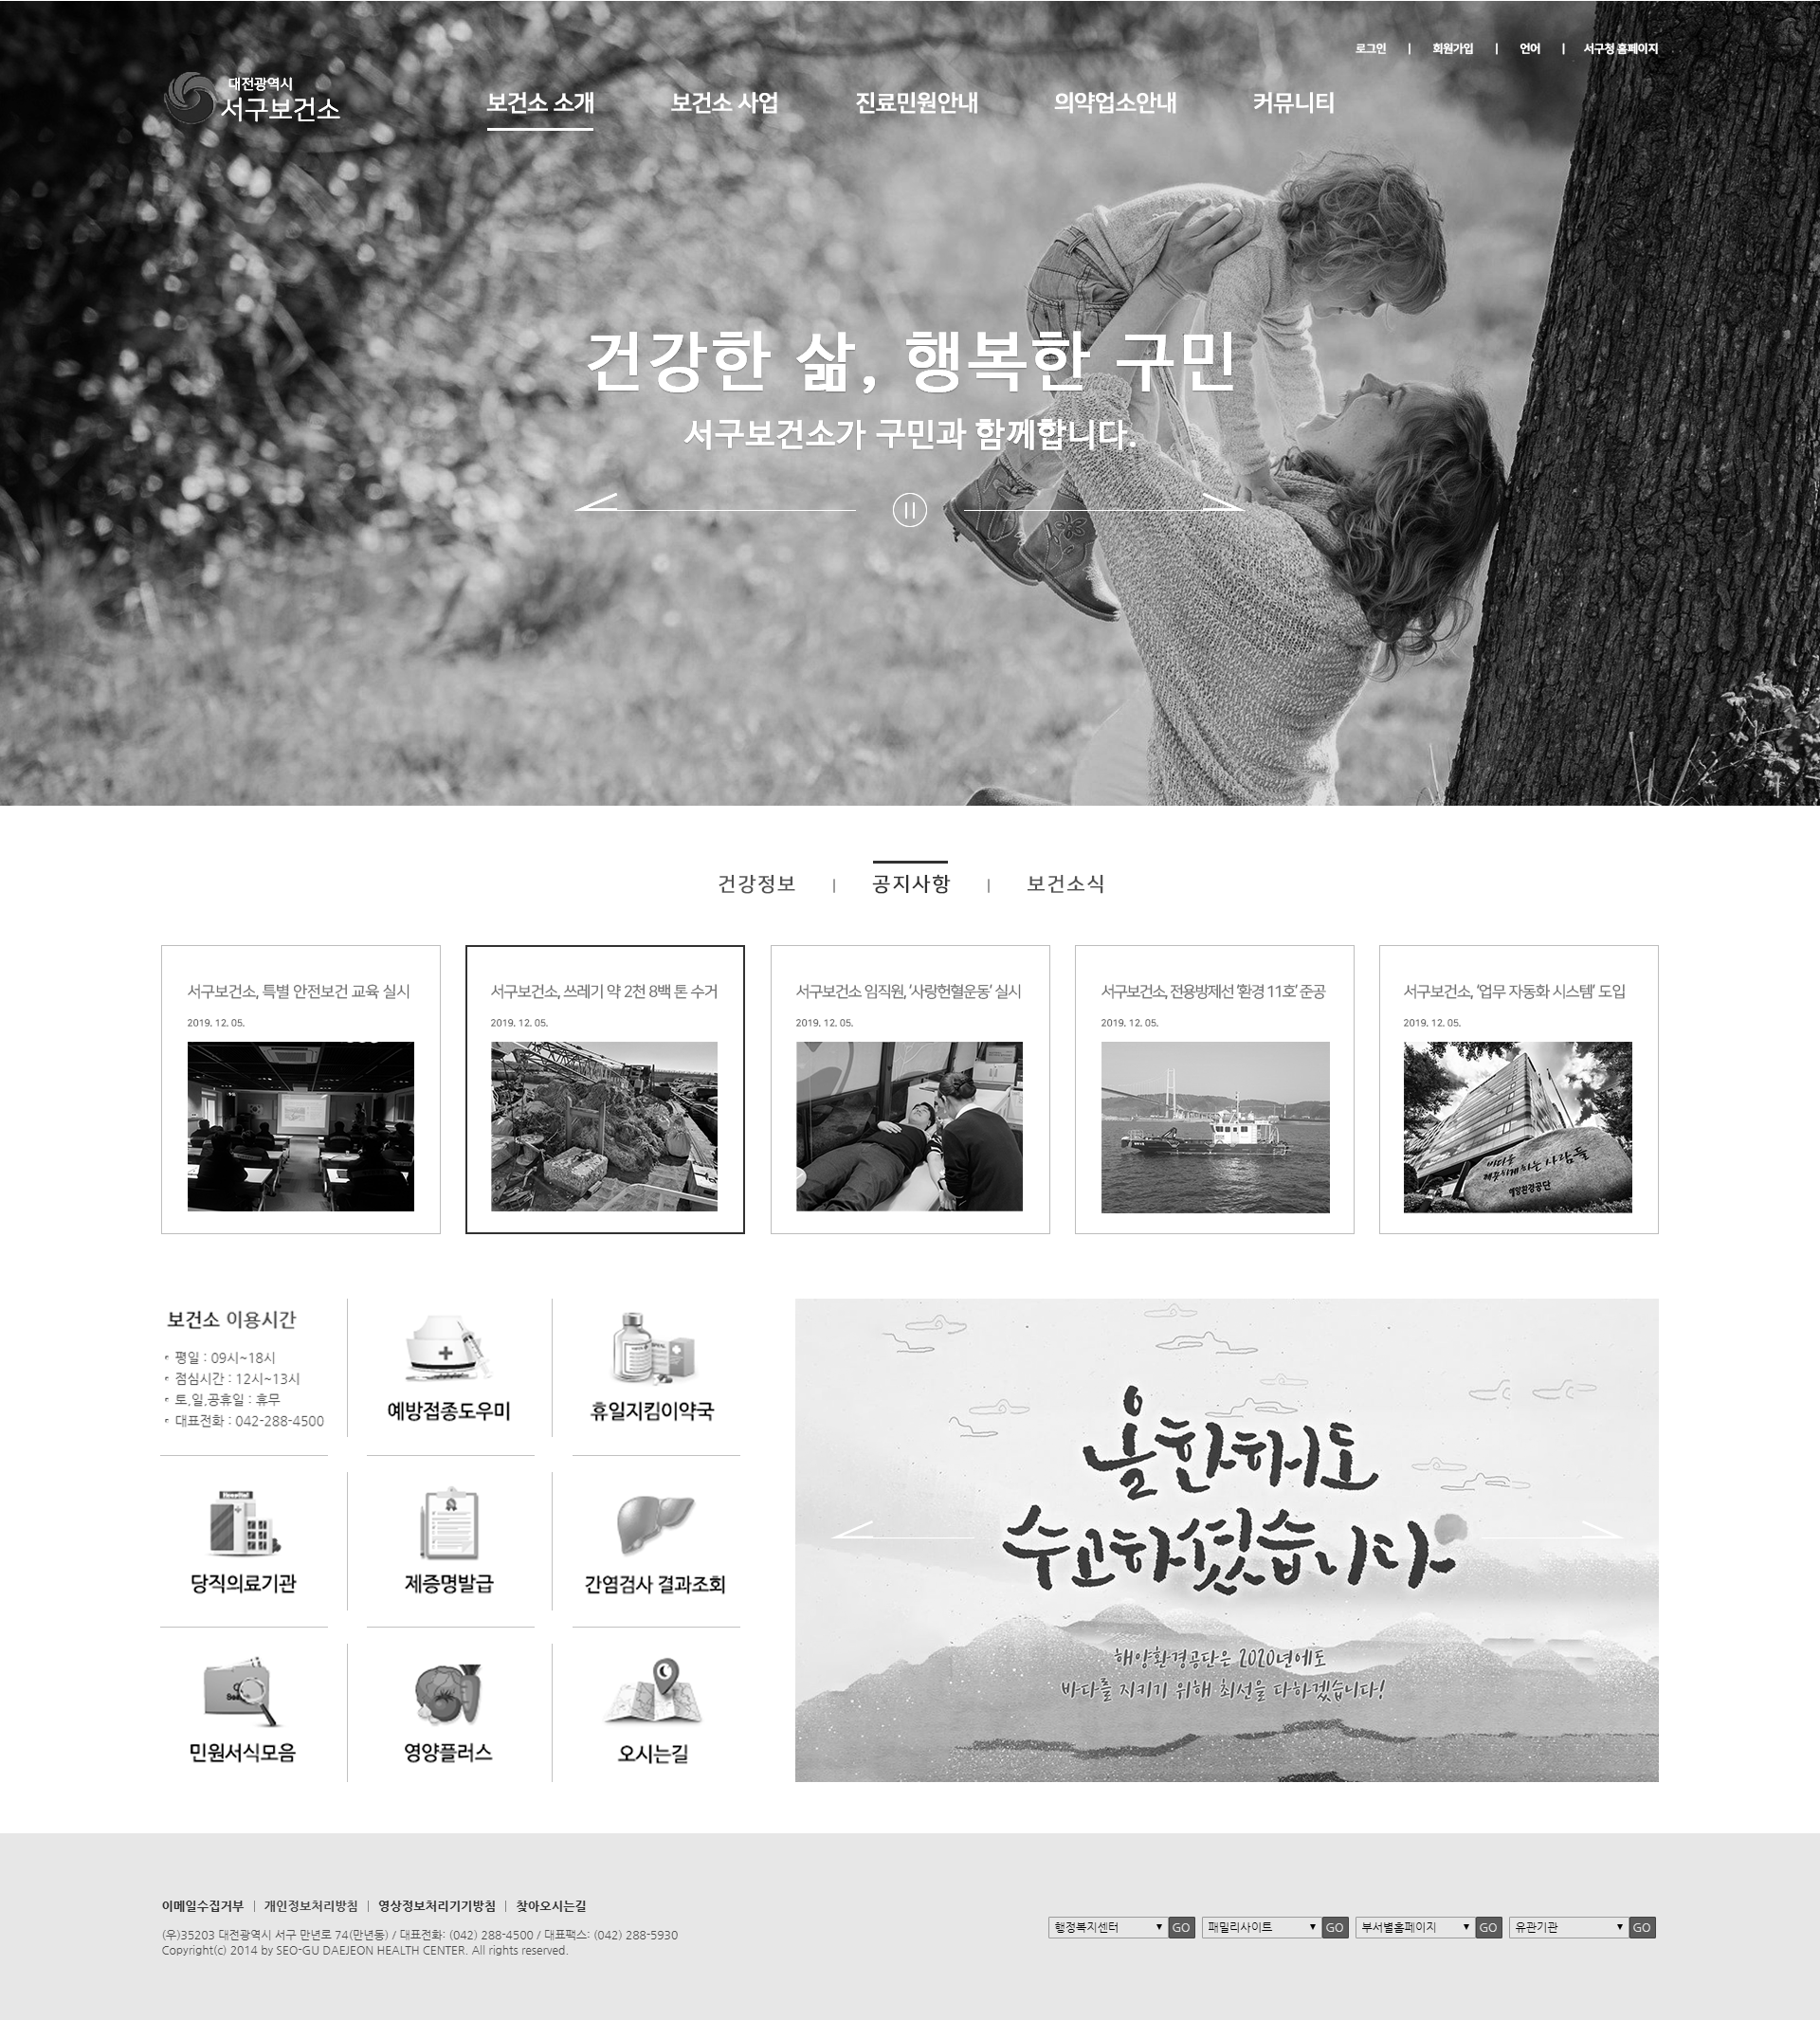 로그인 | 회원가입 | 언어 | 서구청 홈페이지
대전광역시
서구보건소
보건소 소개 보건소 사업 진료민원안내 의약업소안내 커뮤니티
건강한 삶, 행복한 구민
서구보건소가 구민과 함께합니다.
건강정보 | 공지사항 | 보건소식
서구보건소, 특별 안전보건 교육 실시
2019. 12. 05.
서구보건소, 쓰레기 약 2천 8백 톤 수거
2019. 12. 05.
서구보건소 임직원, '사랑헌혈운동' 실시
2019. 12. 05.
서구보건소, 전용방제선 '환경 11호' 준공
2019. 12. 05.
서구보건소, '업무 자동화 시스템' 도입
2019. 12. 05.
바다를
깨끗하게 하는 사람들
해양환경공단
보건소 이용시간
평일 : 09시~18시
점심시간 : 12시~13시
토,일,공휴일 : 휴무
대표전화 : 042-288-4500
예방접종도우미
휴일지킴이약국
Hospital
당직의료기관
제증명발급
간염검사 결과조회
민원서식모음
영양플러스
오시는길
올 한해도
수고하셨습니다
해양환경공단은 2020년에도
바다를 지키기 위해 최선을 다하겠습니다!
이메일수집거부 | 개인정보처리방침 | 영상정보처리기기방침 | 찾아오시는길
(우)35203 대전광역시 서구 만년로 74(만년동) / 대표전화: (042) 288-4500 / 대표팩스: (042) 288-5930
Copyright(c) 2014 by SEO-GU DAEJEON HEALTH CENTER. All rights reserved.
행정복지센터 ▼ GO 패밀리사이트 ▼ GO 부서별홈페이지 ▼ GO 유관기관 ▼ GO